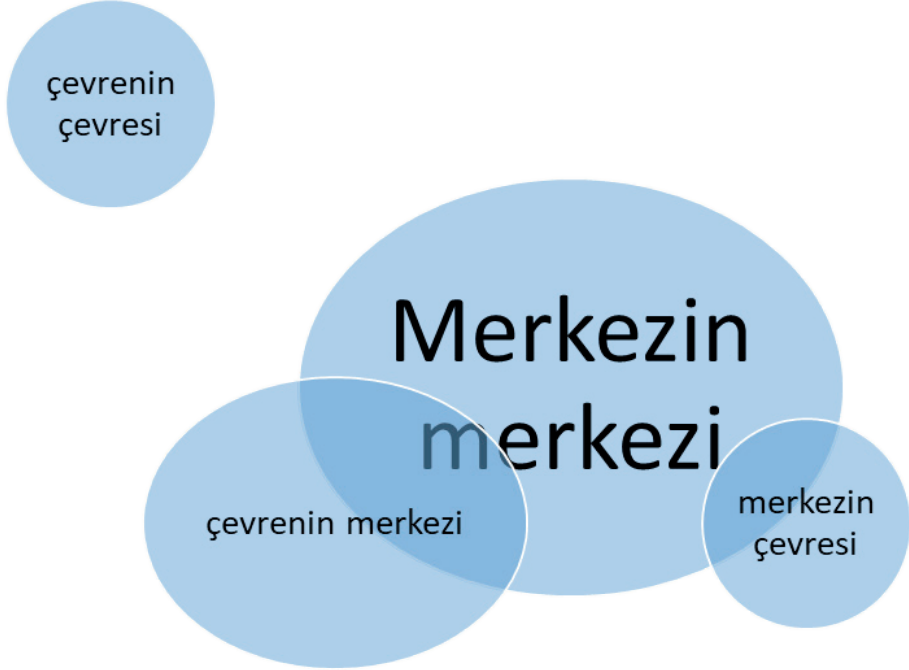 çevrenin
çevresi
Merkezin
merkezi
çevrenin merkezi
merkezin
çevresi